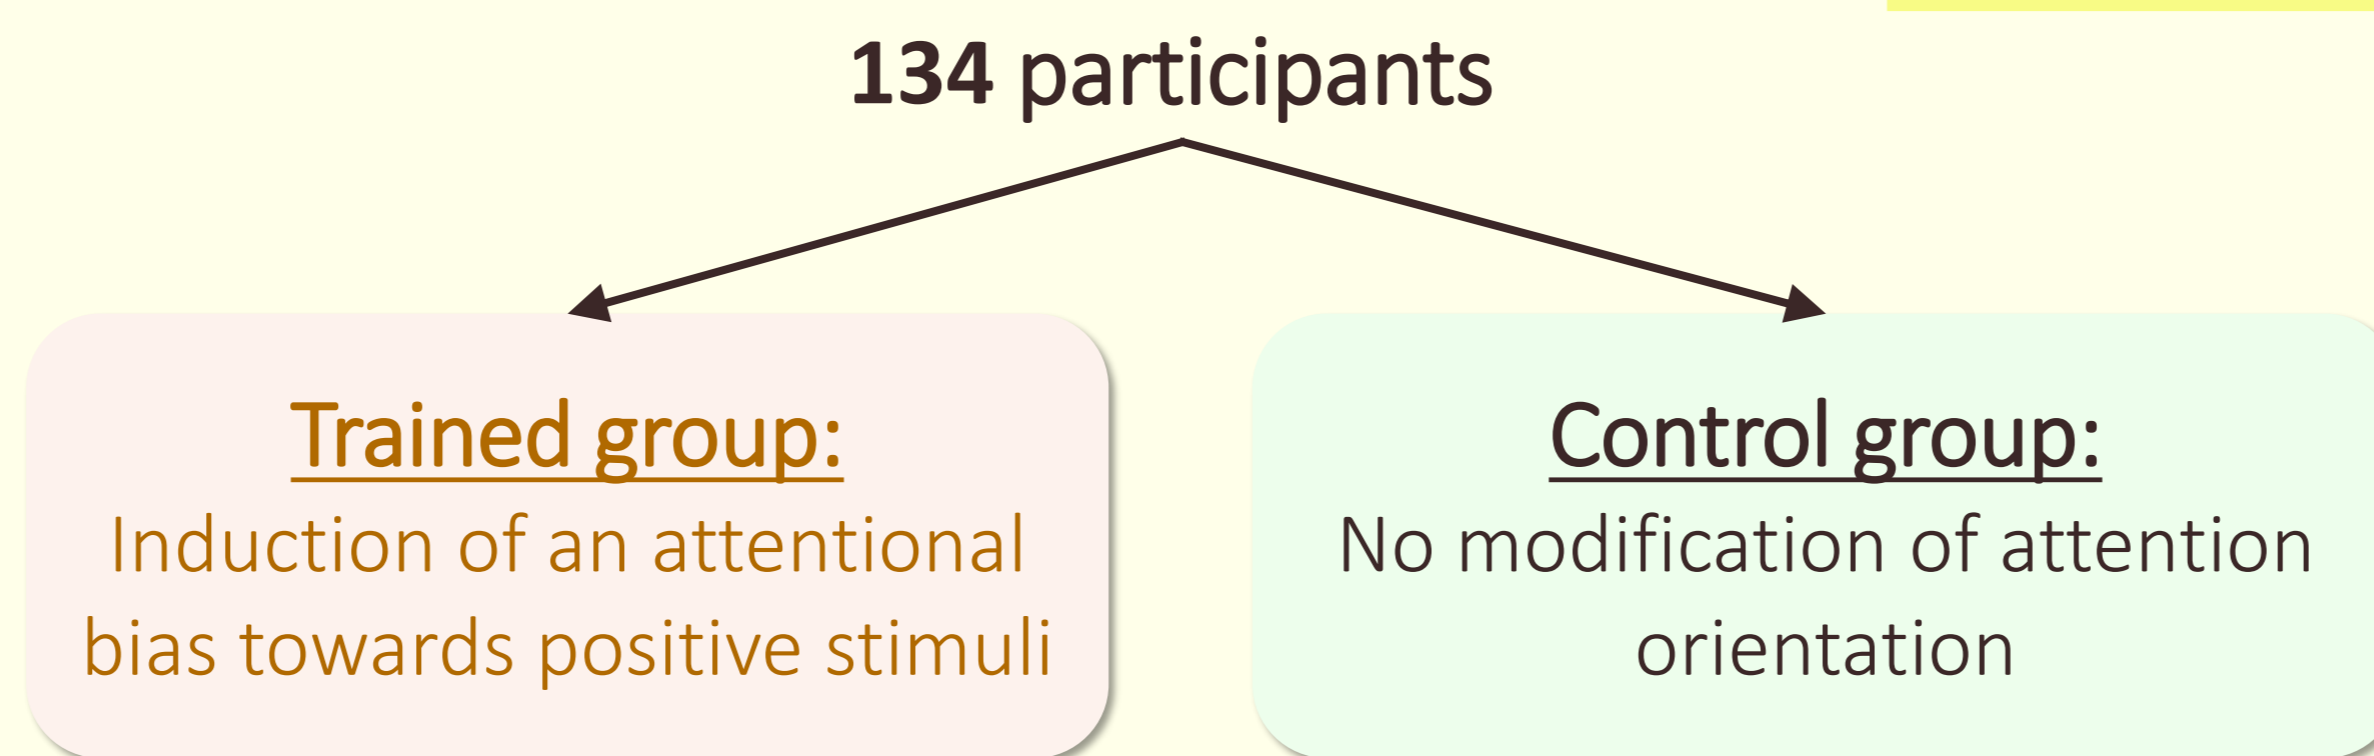 134 participants
Trained group:
Induction of an attentional
bias towards positive stimuli
Control group:
No modification of attention
orientation